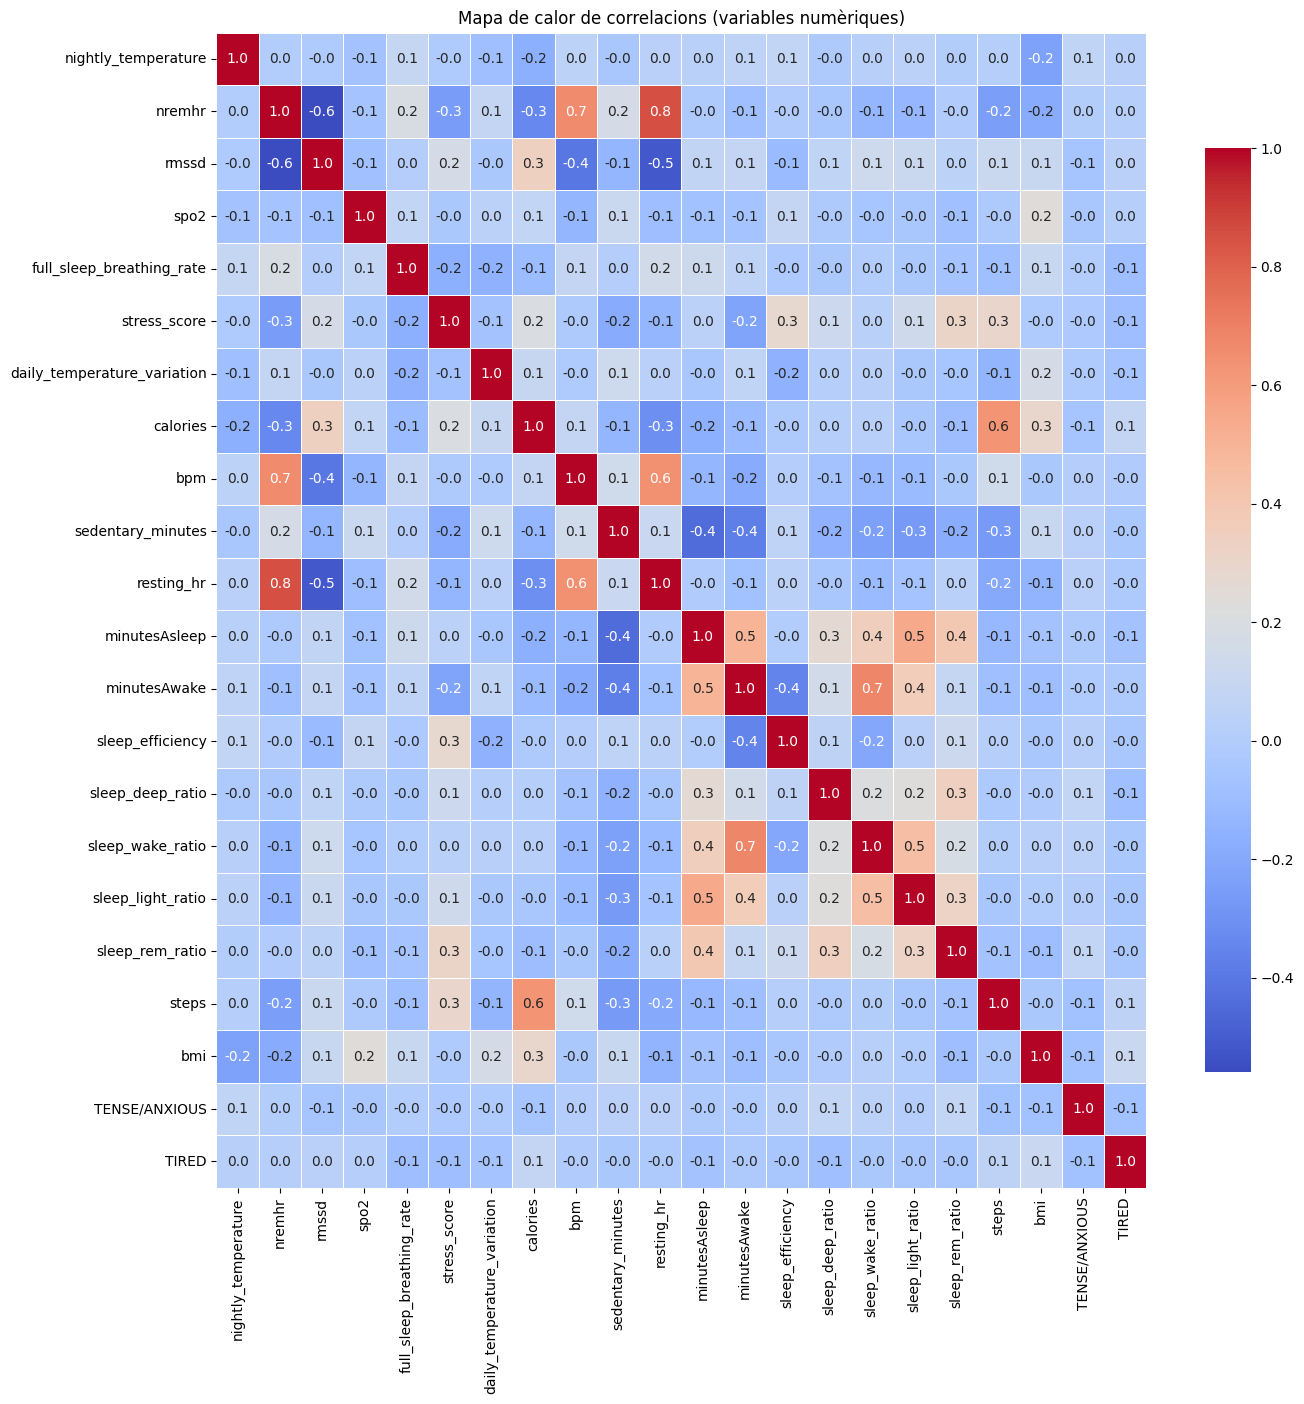 Mapa de calor de correlacions (variables numèriques)
nightly_temperature 1.0 0.0 -0.0 -0.1 0.1 -0.0 -0.1 -0.2 0.0 -0.0 0.0 0.0 0.1 0.1 -0.0 0.0 0.0 0.0 0.0 -0.2 0.1 0.0
nremhr 0.0 1.0 -0.6 -0.1 0.2 -0.3 0.1 -0.3 0.7 0.2 0.8 -0.0 -0.1 -0.0 -0.0 -0.1 -0.1 -0.0 -0.2 -0.2 0.0 0.0
rmssd -0.0 -0.6 1.0 -0.1 0.0 0.2 -0.0 0.3 -0.4 -0.1 -0.5 0.1 0.1 -0.1 0.1 0.1 0.1 0.0 0.1 0.1 -0.1 0.0
spo2 -0.1 -0.1 -0.1 1.0 0.1 -0.0 0.0 0.1 -0.1 0.1 -0.1 -0.1 -0.1 0.1 -0.0 -0.0 -0.0 -0.1 -0.0 0.2 -0.0 0.0
full_sleep_breathing_rate 0.1 0.2 0.0 0.1 1.0 -0.2 -0.2 -0.1 0.1 0.0 0.2 0.1 0.1 -0.0 -0.0 0.0 -0.0 -0.1 -0.1 0.1 -0.0 -0.1
stress_score -0.0 -0.3 0.2 -0.0 -0.2 1.0 -0.1 0.2 -0.0 -0.2 -0.1 0.0 -0.2 0.3 0.1 0.0 0.1 0.3 0.3 -0.0 -0.0 -0.1
daily_temperature_variation -0.1 0.1 -0.0 0.0 -0.2 -0.1 1.0 0.1 -0.0 0.1 0.0 -0.0 0.1 -0.2 0.0 0.0 -0.0 -0.0 -0.1 0.2 -0.0 -0.1
calories -0.2 -0.3 0.3 0.1 -0.1 0.2 0.1 1.0 0.1 -0.1 -0.3 -0.2 -0.1 -0.0 0.0 0.0 -0.0 -0.1 0.6 0.3 -0.1 0.1
bpm 0.0 0.7 -0.4 -0.1 0.1 -0.0 -0.0 0.1 1.0 0.1 0.6 -0.1 -0.2 0.0 -0.1 -0.1 -0.1 -0.0 0.1 -0.0 0.0 -0.0
sedentary_minutes -0.0 0.2 -0.1 0.1 0.0 -0.2 0.1 -0.1 0.1 1.0 0.1 -0.4 -0.4 0.1 -0.2 -0.2 -0.3 -0.2 -0.3 0.1 0.0 -0.0
resting_hr 0.0 0.8 -0.5 -0.1 0.2 -0.1 0.0 -0.3 0.6 0.1 1.0 -0.0 -0.1 0.0 -0.0 -0.1 -0.1 0.0 -0.2 -0.1 0.0 -0.0
minutesAsleep 0.0 -0.0 0.1 -0.1 0.1 0.0 -0.0 -0.2 -0.1 -0.4 -0.0 1.0 0.5 -0.0 0.3 0.4 0.5 0.4 -0.1 -0.1 -0.0 -0.1
minutesAwake 0.1 -0.1 0.1 -0.1 0.1 -0.2 0.1 -0.1 -0.2 -0.4 -0.1 0.5 1.0 -0.4 0.1 0.7 0.4 0.1 -0.1 -0.1 -0.0 -0.0
sleep_efficiency 0.1 -0.0 -0.1 0.1 -0.0 0.3 -0.2 -0.0 0.0 0.1 0.0 -0.0 -0.4 1.0 0.1 -0.2 0.0 0.1 0.0 -0.0 0.0 -0.0
sleep_deep_ratio -0.0 -0.0 0.1 -0.0 -0.0 0.1 0.0 0.0 -0.1 -0.2 -0.0 0.3 0.1 0.1 1.0 0.2 0.2 0.3 -0.0 -0.0 0.1 -0.1
sleep_wake_ratio 0.0 -0.1 0.1 -0.0 0.0 0.0 0.0 0.0 -0.1 -0.2 -0.1 0.4 0.7 -0.2 0.2 1.0 0.5 0.2 0.0 0.0 0.0 -0.0
sleep_light_ratio 0.0 -0.1 0.1 -0.0 -0.0 0.1 -0.0 -0.0 -0.1 -0.3 -0.1 0.5 0.4 0.0 0.2 0.5 1.0 0.3 -0.0 -0.0 0.0 -0.0
sleep_rem_ratio 0.0 -0.0 0.0 -0.1 -0.1 0.3 -0.0 -0.1 -0.0 -0.2 0.0 0.4 0.1 0.1 0.3 0.2 0.3 1.0 -0.1 -0.1 0.1 -0.0
steps 0.0 -0.2 0.1 -0.0 -0.1 0.3 -0.1 0.6 0.1 -0.3 -0.2 -0.1 -0.1 0.0 -0.0 0.0 -0.0 -0.1 1.0 -0.0 -0.1 0.1
bmi -0.2 -0.2 0.1 0.2 0.1 -0.0 0.2 0.3 -0.0 0.1 -0.1 -0.1 -0.1 -0.0 -0.0 0.0 -0.0 -0.1 -0.0 1.0 -0.1 0.1
TENSE/ANXIOUS 0.1 0.0 -0.1 -0.0 -0.0 -0.0 -0.0 -0.1 0.0 0.0 0.0 -0.0 -0.0 0.0 0.1 0.0 0.0 0.1 -0.1 -0.1 1.0 -0.1
TIRED 0.0 0.0 0.0 0.0 -0.1 -0.1 -0.1 0.1 -0.0 -0.0 -0.0 -0.1 -0.0 -0.0 -0.1 -0.0 -0.0 -0.0 0.1 0.1 -0.1 1.0
nightly_temperature
nremhr
rmssd
spo2
full_sleep_breathing_rate
stress_score
daily_temperature_variation
calories
bpm
sedentary_minutes
resting_hr
minutesAsleep
minutesAwake
sleep_efficiency
sleep_deep_ratio
sleep_wake_ratio
sleep_light_ratio
sleep_rem_ratio
steps
bmi
TENSE/ANXIOUS
TIRED
1.0
0.8
0.6
0.4
0.2
0.0
−0.2
−0.4